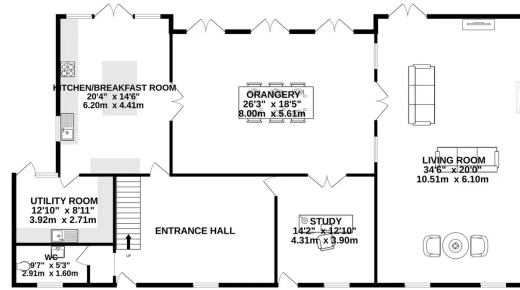 KITCHEN/BREAKFAST ROOM
20'4" x 14'6"
6.20m x 4.41m
ORANGERY
26'3" x 18'5"
8.00m x 5.61m
LIVING ROOM
34'6" x 20'0"
10.51m x 6.10m
UTILITY ROOM
12'10" x 8'11"
3.92m x 2.71m
ENTRANCE HALL
STUDY
14'2" x 12'10"
4.31m x 3.90m
WC
9'7" x 5'3"
2.91m x 1.60m